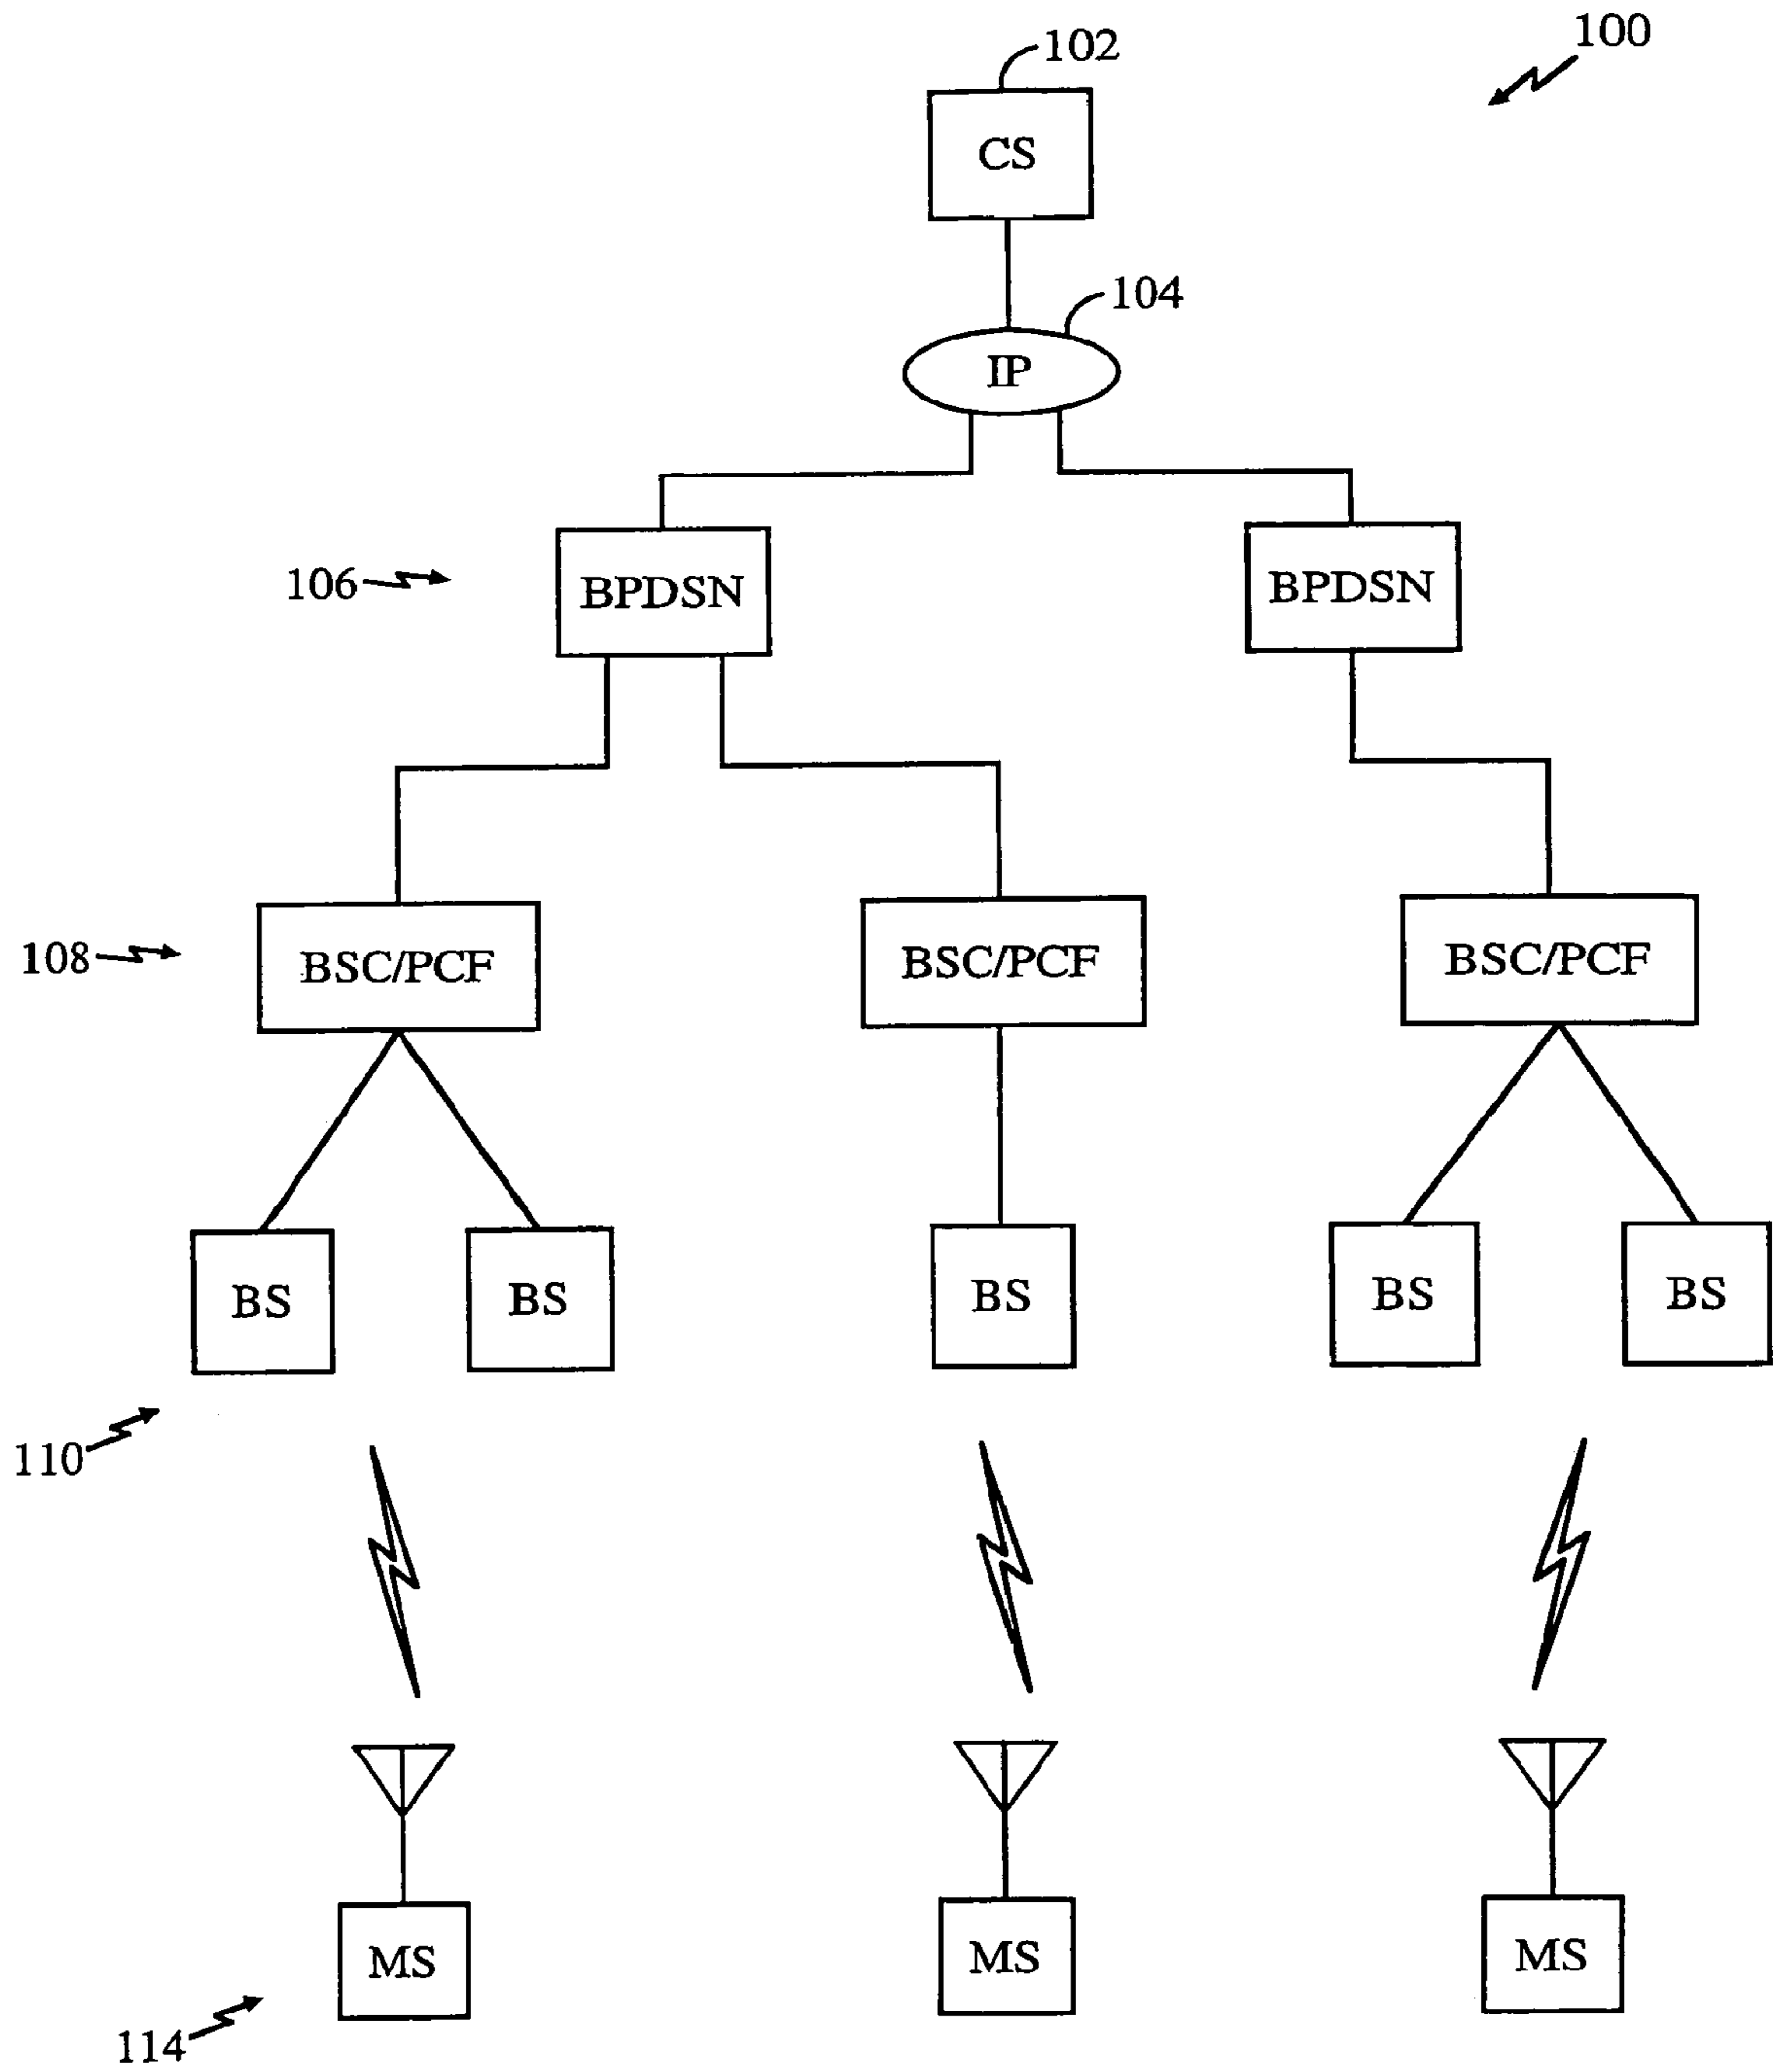 100
102
CS
104
IP
106
BPDSN
BPDSN
108
BSC/PCF
BSC/PCF
BSC/PCF
BS
BS
BS
BS
BS
110
MS
MS
MS
114